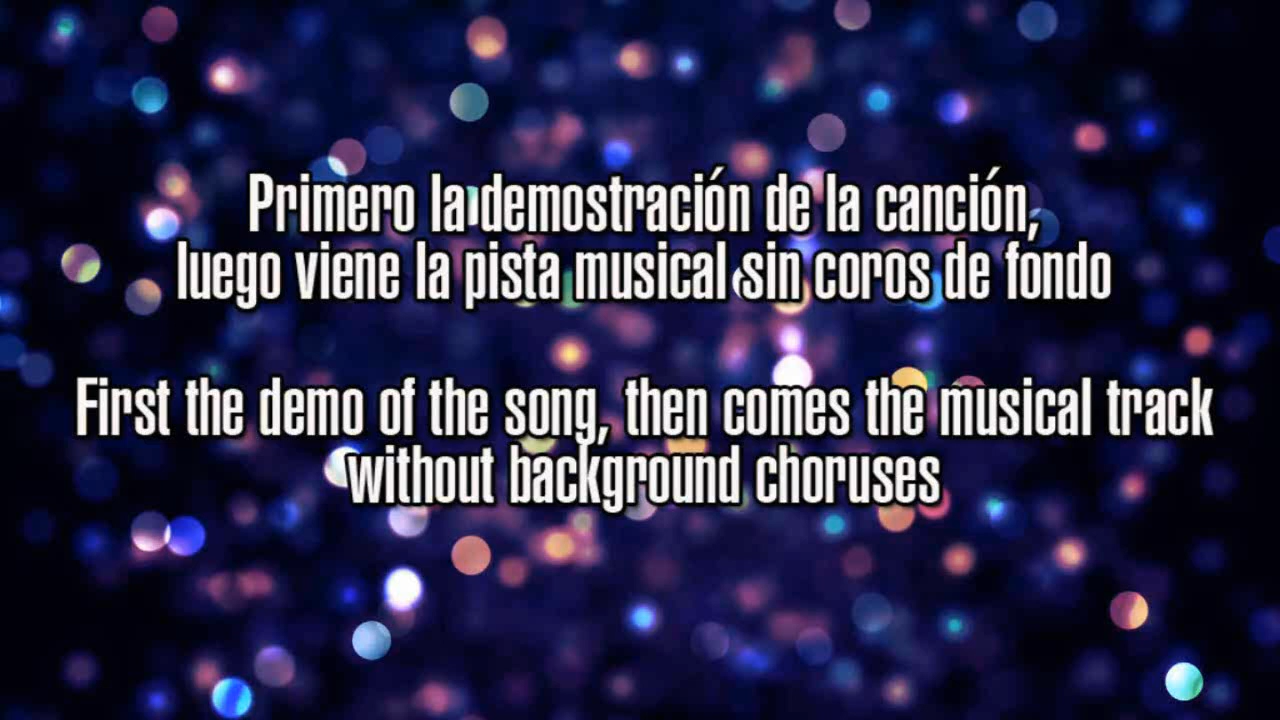 Primero la demostración de la canción,
luego viene la pista musical sin coros de fondo
First the demo of the song, then comes the musical track
without background choruses